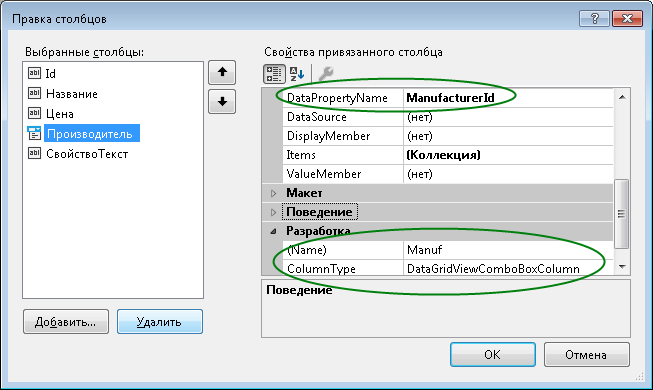 Правка столбцов
Выбранные столбцы:
Id
Название
Цена
Производитель
СвойствоТекст
Добавить...
Удалить
Свойства привязанного столбца
DataPropertyName ManufacturerId
DataSource (нет)
DisplayMember (нет)
Items (Коллекция)
ValueMember (нет)
Макет
Поведение
Разработка
(Name) Manuf
ColumnType DataGridViewComboBoxColumn
Поведение
OK
Отмена